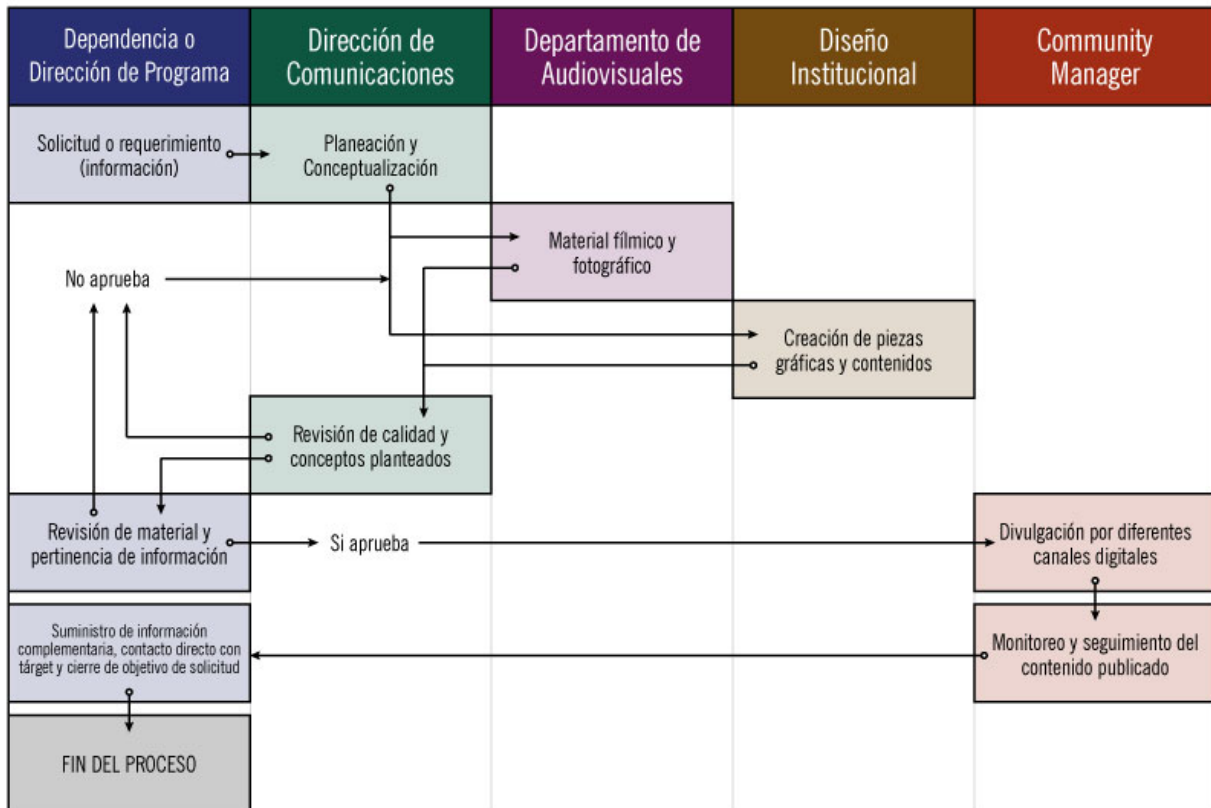 Dependencia o
Dirección de Programa
Dirección de
Comunicaciones
Departamento de
Audiovisuales
Diseño
Institucional
Community
Manager
Solicitud o requerimiento
(información)
Planeación y
Conceptualización
Material fílmico y
fotográfico
No aprueba
Creación de piezas
gráficas y contenidos
Revisión de calidad y
conceptos planteados
Revisión de material y
pertinencia de información
Si aprueba
Divulgación por diferentes
canales digitales
Suministro de información
complementaria, contacto directo con
tárget y cierre de objetivo de solicitud
Monitoreo y seguimiento del
contenido publicado
FIN DEL PROCESO